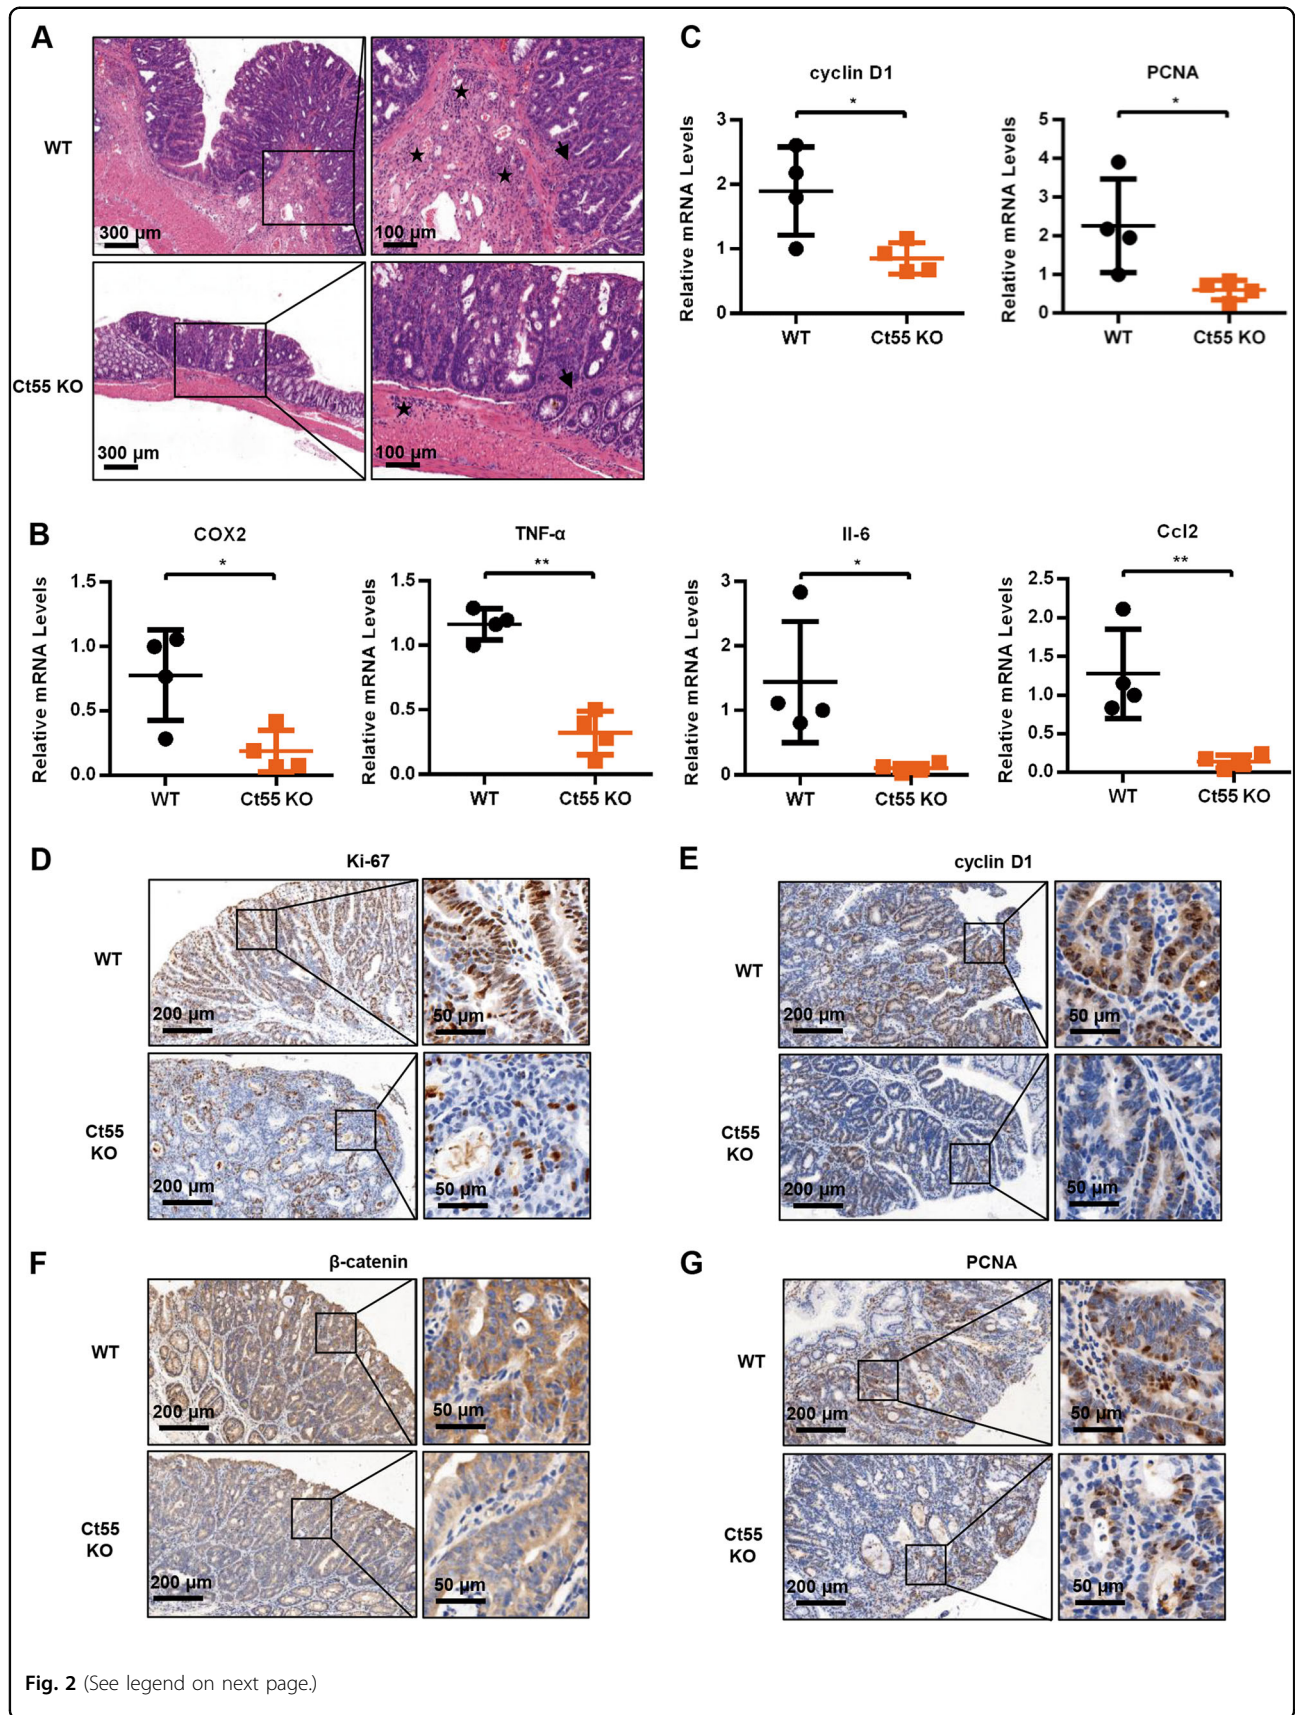 A
WT
300 µm
100 µm
Ct55 KO
300 µm
100 µm
C
cyclin D1
*
Relative mRNA Levels
3
2
1
0
WT
Ct55 KO
PCNA
*
Relative mRNA Levels
5
4
3
2
1
0
WT
Ct55 KO
B
COX2
*
Relative mRNA Levels
1.5
1.0
0.5
0.0
WT
Ct55 KO
TNF-α
**
Relative mRNA Levels
1.5
1.0
0.5
0.0
WT
Ct55 KO
Il-6
*
Relative mRNA Levels
3
2
1
0
WT
Ct55 KO
Ccl2
**
Relative mRNA Levels
2.5
2.0
1.5
1.0
0.5
0.0
WT
Ct55 KO
D
Ki-67
WT
200 µm
50 µm
Ct55
KO
200 µm
50 µm
E
cyclin D1
WT
200 µm
50 µm
Ct55
KO
200 µm
50 µm
F
β-catenin
WT
200 µm
50 µm
Ct55
KO
200 µm
50 µm
G
PCNA
WT
200 µm
50 µm
Ct55
KO
200 µm
50 µm
Fig. 2 (See legend on next page.)